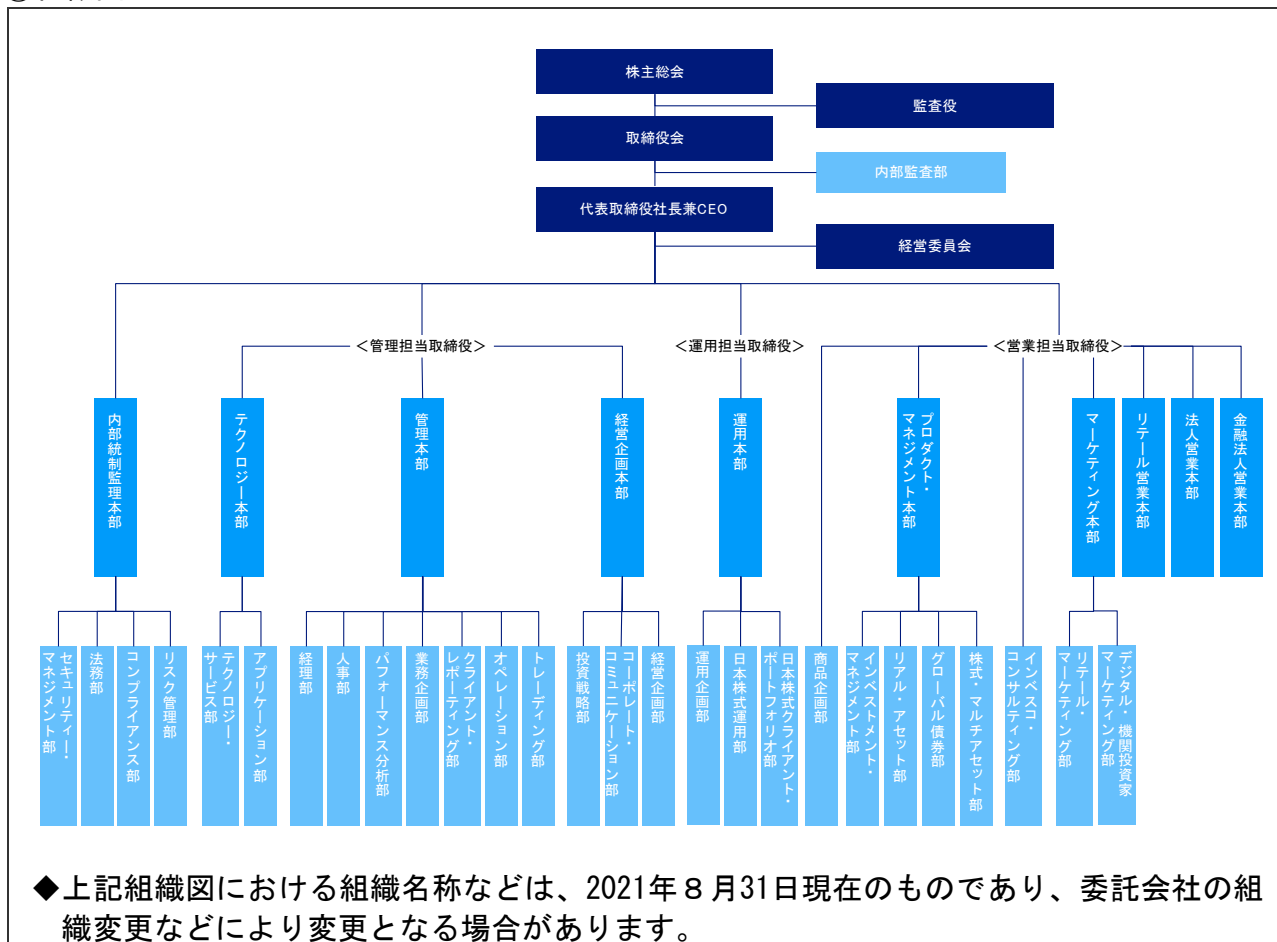 株主総会
監査役
取締役会
内部監査部
代表取締役社長兼CEO
経営委員会
＜管理担当取締役＞
＜運用担当取締役＞
＜営業担当取締役＞
内部統制監理本部
テクノロジー本部
管理本部
経営企画本部
運用本部
プロダクト・
マネジメント本部
マーケティング本部
リテール営業本部
法人営業本部
金融法人営業本部
セキュリティー・
マネジメント部
法務部
コンプライアンス部
リスク管理部
テクノロジー・
サービス部
アプリケーション部
経理部
人事部
パフォーマンス分析部
業務企画部
クライアント・
レポーティング部
オペレーション部
トレーディング部
投資戦略部
コーポレート・
コミュニケーション部
経営企画部
運用企画部
日本株式運用部
日本株式クライアント・
ポートフォリオ部
商品企画部
インベストメント・
マネジメント部
リアル・アセット部
グローバル債券部
株式・マルチアセット部
インベスコ・
コンサルティング部
リテール・
マーケティング部
デジタル・機関投資家
マーケティング部
◆上記組織図における組織名称などは、2021年８月31日現在のものであり、委託会社の組
織変更などにより変更となる場合があります。